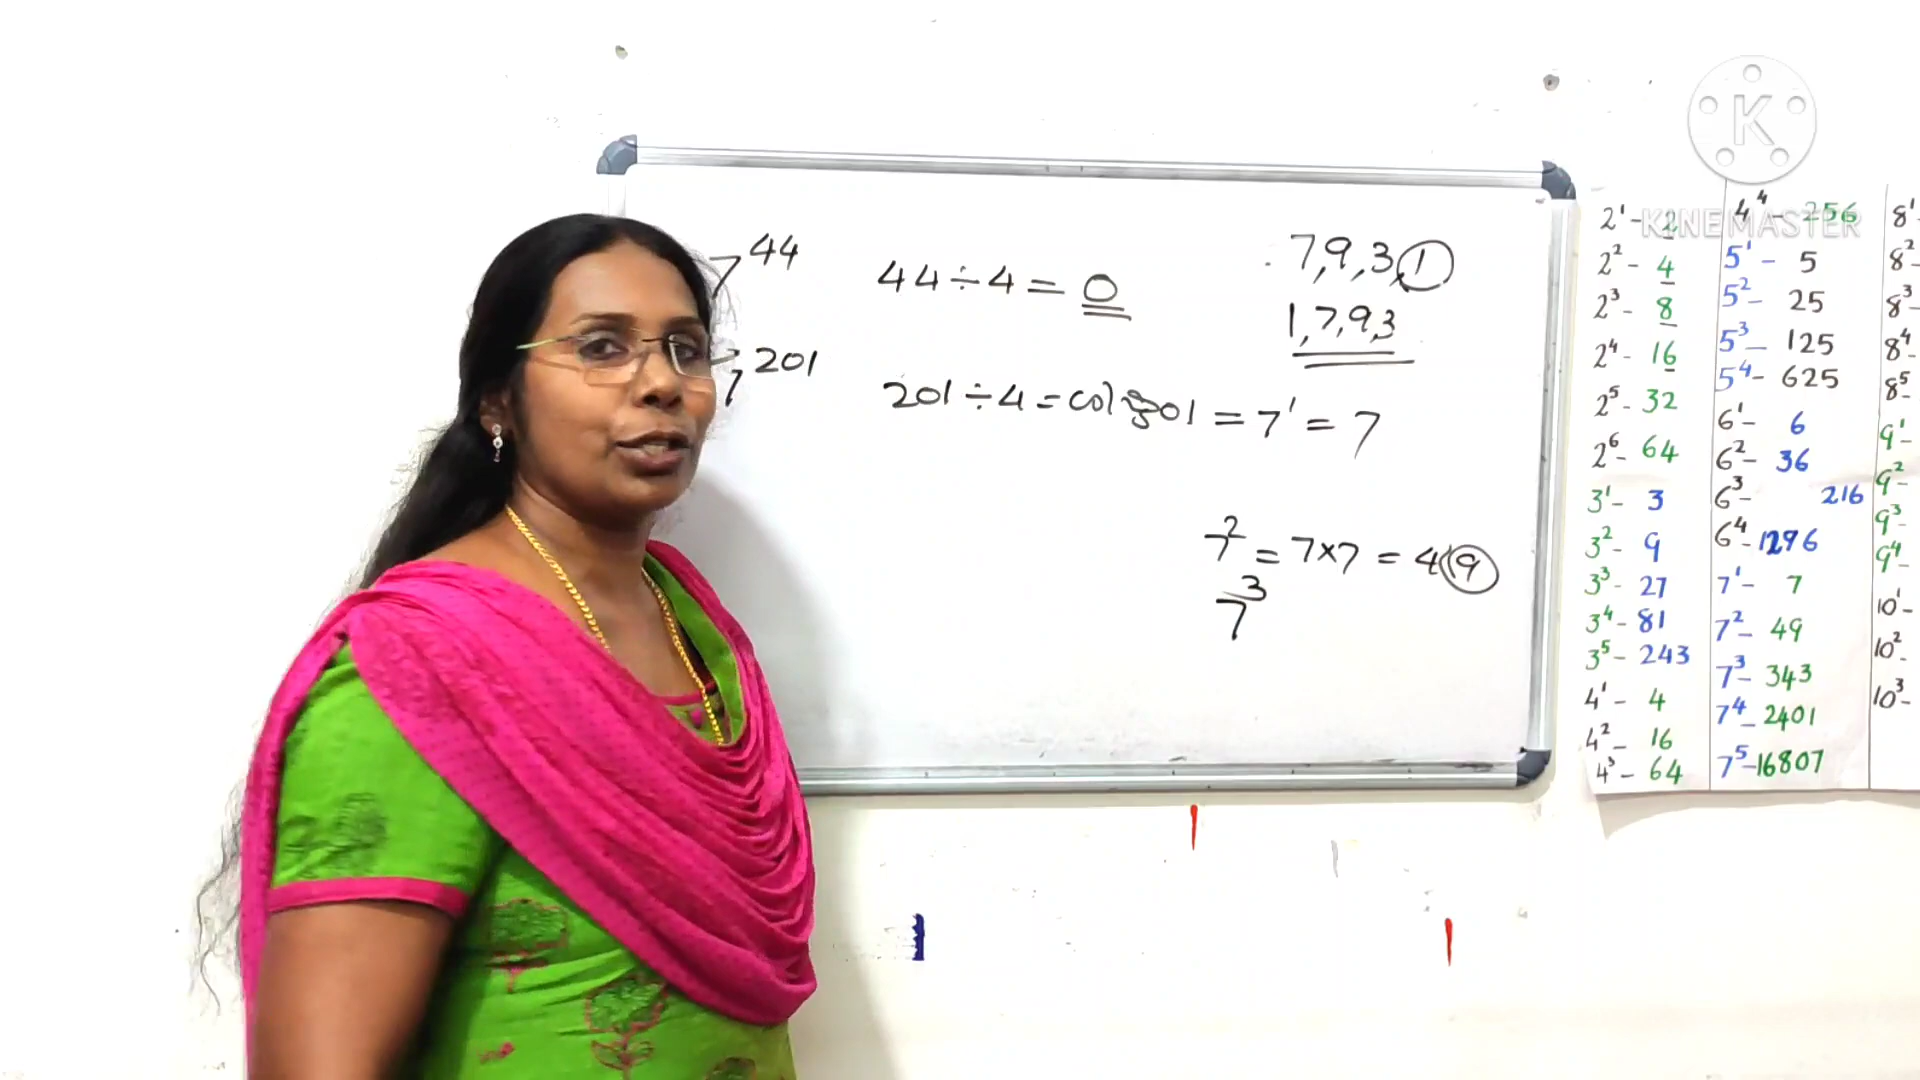 7^44 44÷4 = 0
7,9,3,1
1,7,9,3
7^201 201÷4 = = 7^1 = 7
7^2 = 7×7 = 49
7^3
K
KINEMASTER
2^1 - 2
2^2 - 4
2^3 - 8
2^4 - 16
2^5 - 32
2^6 - 64
3^1 - 3
3^2 - 9
3^3 - 27
3^4 - 81
3^5 - 243
4^1 - 4
4^2 - 16
4^3 - 64
4^4 - 256
5^1 - 5
5^2 - 25
5^3 - 125
5^4 - 625
6^1 - 6
6^2 - 36
6^3 - 216
6^4 - 1296
7^1 - 7
7^2 - 49
7^3 - 343
7^4 - 2401
7^5 - 16807
8^1 -
8^2 -
8^3 -
8^4 -
8^5 -
9^1 -
9^2 -
9^3 -
9^4 -
10^1 -
10^2 -
10^3 -